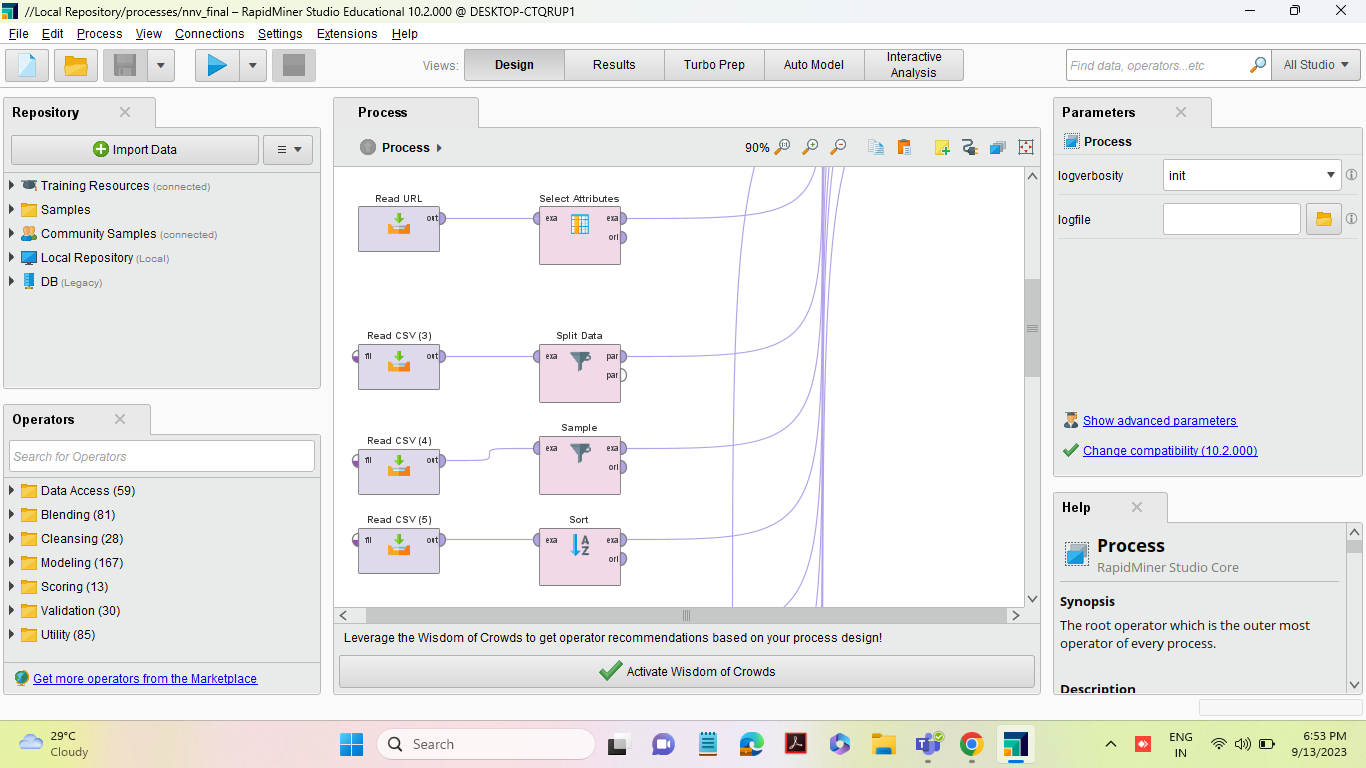 //Local Repository/processes/nnv_final – RapidMiner Studio Educational 10.2.000 @ DESKTOP-CTQRUP1
File Edit Process View Connections Settings Extensions Help
Views: Design Results Turbo Prep Auto Model Interactive Analysis
Find data, operators...etc All Studio
Repository
Import Data
Training Resources (connected)
Samples
Community Samples (connected)
Local Repository (Local)
DB (Legacy)
Operators
Search for Operators
Data Access (59)
Blending (81)
Cleansing (28)
Modeling (167)
Scoring (13)
Validation (30)
Utility (85)
Get more operators from the Marketplace
Process
Process
90%
Read URL
out
Select Attributes
exa exa
ori
Read CSV (3)
fil out
Split Data
exa par
par
Read CSV (4)
fil out
Sample
exa exa
ori
Read CSV (5)
fil out
Sort
exa exa
ori
Leverage the Wisdom of Crowds to get operator recommendations based on your process design!
Activate Wisdom of Crowds
Parameters
Process
logverbosity init
logfile
Show advanced parameters
Change compatibility (10.2.000)
Help
Process
RapidMiner Studio Core
Synopsis
The root operator which is the outer most
operator of every process.
Description
29°C
Cloudy
Search
ENG
IN
6:53 PM
9/13/2023